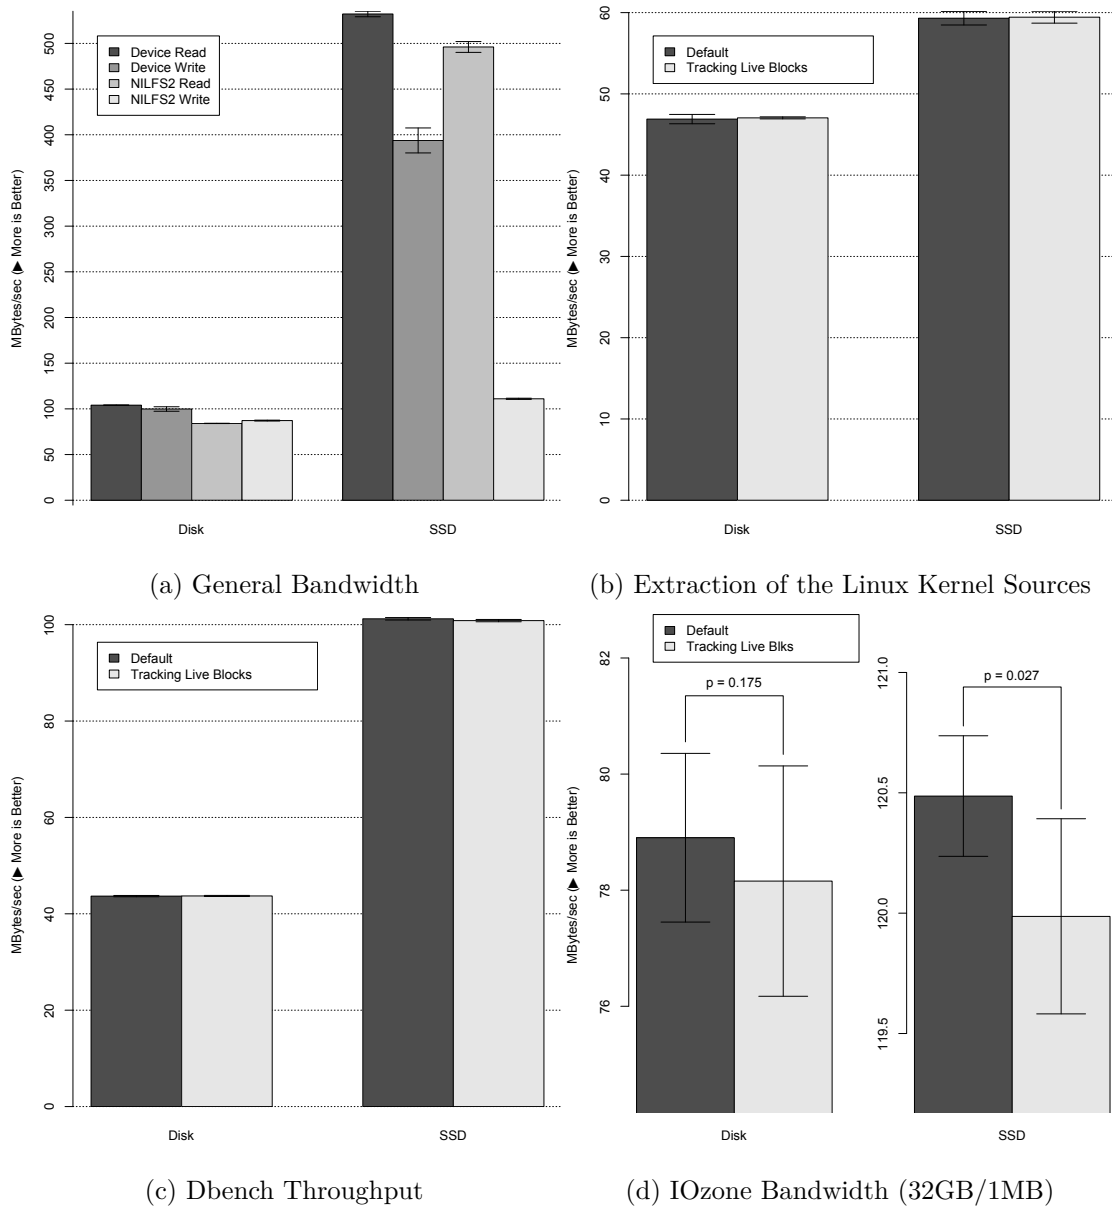 Device Read
Device Write
NILFS2 Read
NILFS2 Write
MBytes/sec (▶ More is Better)
0
50
100
150
200
250
300
350
400
450
500
Disk
SSD
(a) General Bandwidth
Default
Tracking Live Blocks
MBytes/sec (▶ More is Better)
0
10
20
30
40
50
60
Disk
SSD
(b) Extraction of the Linux Kernel Sources
Default
Tracking Live Blocks
MBytes/sec (▶ More is Better)
0
20
40
60
80
100
Disk
SSD
(c) Dbench Throughput
Default
Tracking Live Blks
MBytes/sec (▶ More is Better)
76
78
80
82
p = 0.175
Disk
119.5
120.0
120.5
121.0
p = 0.027
SSD
(d) IOzone Bandwidth (32GB/1MB)